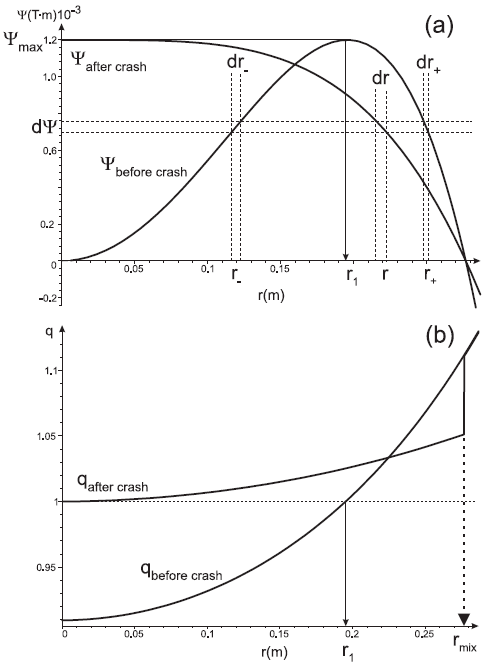 Ψ(T·m)10⁻³
(a)
Ψmax
1.2
Ψafter crash
dr-
dr
dr+
1.0
dΨ
0.6
Ψbefore crash
0.2
0
0.05
0.1
r-
0.15
r1
r
r+
-0.2
r(m)
q
(b)
1.1
1.05
qafter crash
1
0.95
qbefore crash
0
0.05
0.1
0.15
0.2
0.25
r(m)
r1
rmix